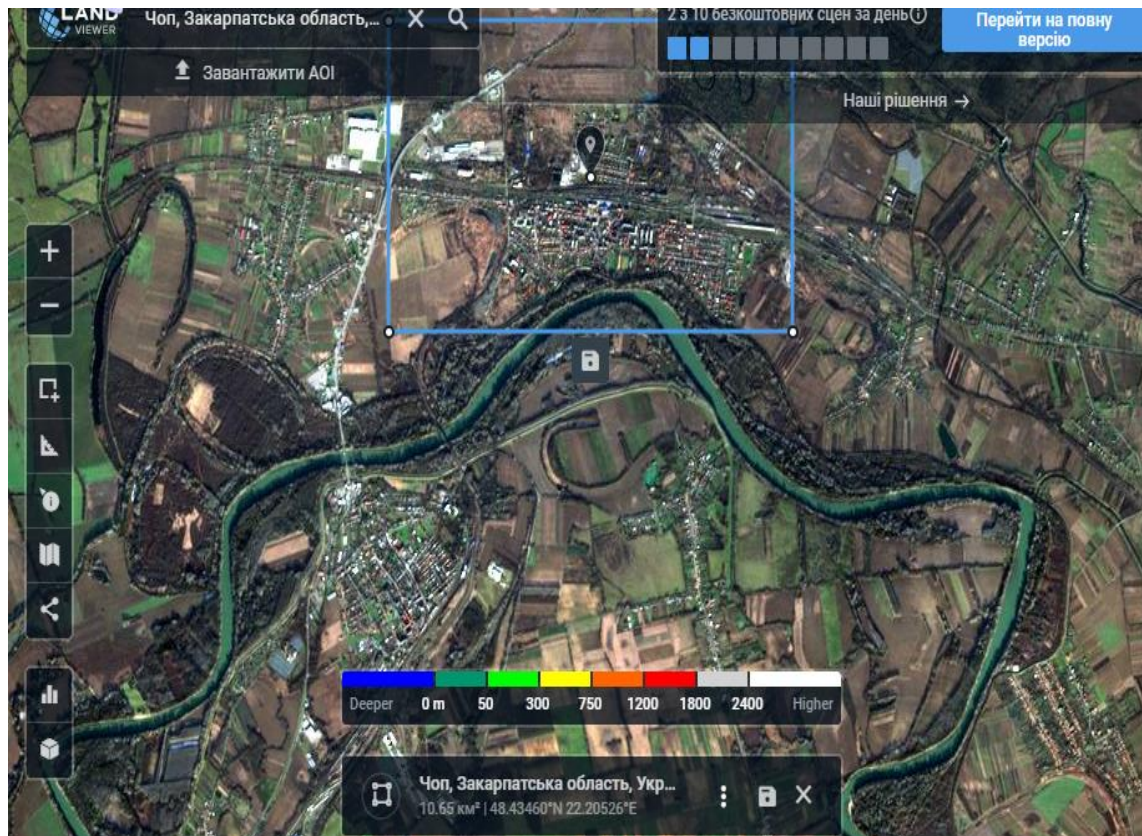 LAND
VIEWER
Чоп, Закарпатська область,...
2 з 10 безкоштовних сцен за день
Перейти на повну
версію
Завантажити AOI
Наші рішення →
Deeper 0 m 50 300 750 1200 1800 2400 Higher
Чоп, Закарпатська область, Укр...
10.65 км² | 48.43460°N 22.20526°E